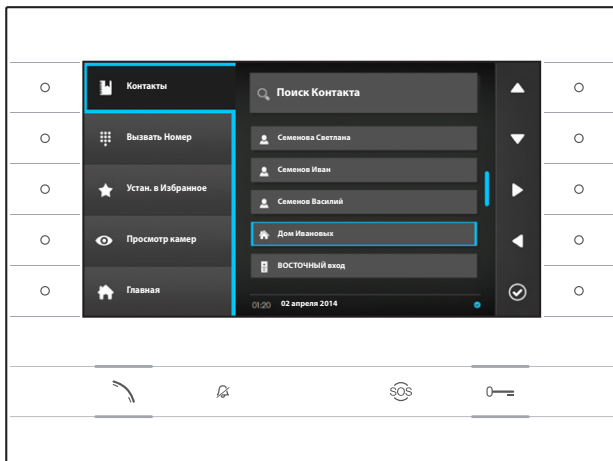 Контакты
Вызвать Номер
Устан. в Избранное
Просмотр камер
Главная
Поиск Контакта
Семенова Светлана
Семенов Иван
Семенов Василий
Дом Ивановых
ВОСТОЧНЫЙ вход
01:20 02 апреля 2014
SOS